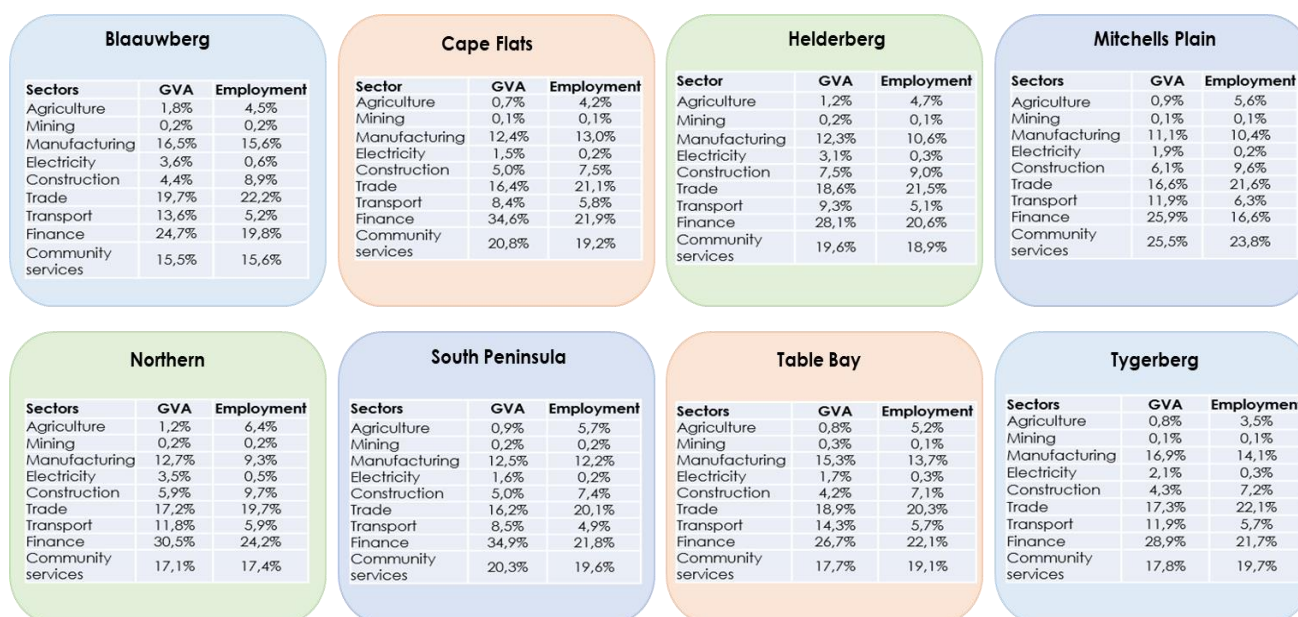 Blaauwberg
Sectors GVA Employment
Agriculture 1,8% 4,5%
Mining 0,2% 0,2%
Manufacturing 16,5% 15,6%
Electricity 3,6% 0,6%
Construction 4,4% 8,9%
Trade 19,7% 22,2%
Transport 13,6% 5,2%
Finance 24,7% 19,8%
Community
services 15,5% 15,6%
Cape Flats
Sector GVA Employment
Agriculture 0,7% 4,2%
Mining 0,1% 0,1%
Manufacturing 12,4% 13,0%
Electricity 1,5% 0,2%
Construction 5,0% 7,5%
Trade 16,4% 21,1%
Transport 8,4% 5,8%
Finance 34,6% 21,9%
Community
services 20,8% 19,2%
Helderberg
Sector GVA Employment
Agriculture 1,2% 4,7%
Mining 0,2% 0,1%
Manufacturing 12,3% 10,6%
Electricity 3,1% 0,3%
Construction 7,5% 9,0%
Trade 18,6% 21,5%
Transport 9,3% 5,1%
Finance 28,1% 20,6%
Community
services 19,6% 18,9%
Mitchells Plain
Sectors GVA Employment
Agriculture 0,9% 5,6%
Mining 0,1% 0,1%
Manufacturing 11,1% 10,4%
Electricity 1,9% 0,2%
Construction 6,1% 9,6%
Trade 16,6% 21,6%
Transport 11,9% 6,3%
Finance 25,9% 16,6%
Community
services 25,5% 23,8%
Northern
Sectors GVA Employment
Agriculture 1,2% 6,4%
Mining 0,2% 0,2%
Manufacturing 12,7% 9,3%
Electricity 3,5% 0,5%
Construction 5,9% 9,7%
Trade 17,2% 19,7%
Transport 11,8% 5,9%
Finance 30,5% 24,2%
Community
services 17,1% 17,4%
South Peninsula
Sectors GVA Employment
Agriculture 0,9% 5,7%
Mining 0,2% 0,2%
Manufacturing 12,5% 12,2%
Electricity 1,6% 0,2%
Construction 5,0% 7,4%
Trade 16,2% 20,1%
Transport 8,5% 4,9%
Finance 34,9% 21,8%
Community
services 20,3% 19,6%
Table Bay
Sectors GVA Employment
Agriculture 0,8% 5,2%
Mining 0,3% 0,1%
Manufacturing 15,3% 13,7%
Electricity 1,7% 0,3%
Construction 4,2% 7,1%
Trade 18,9% 20,3%
Transport 14,3% 5,7%
Finance 26,7% 22,1%
Community
services 17,7% 19,1%
Tygerberg
Sectors GVA Employment
Agriculture 0,8% 3,5%
Mining 0,1% 0,1%
Manufacturing 16,9% 14,1%
Electricity 2,1% 0,3%
Construction 4,3% 7,2%
Trade 17,3% 22,1%
Transport 11,9% 5,7%
Finance 28,9% 21,7%
Community
services 17,8% 19,7%